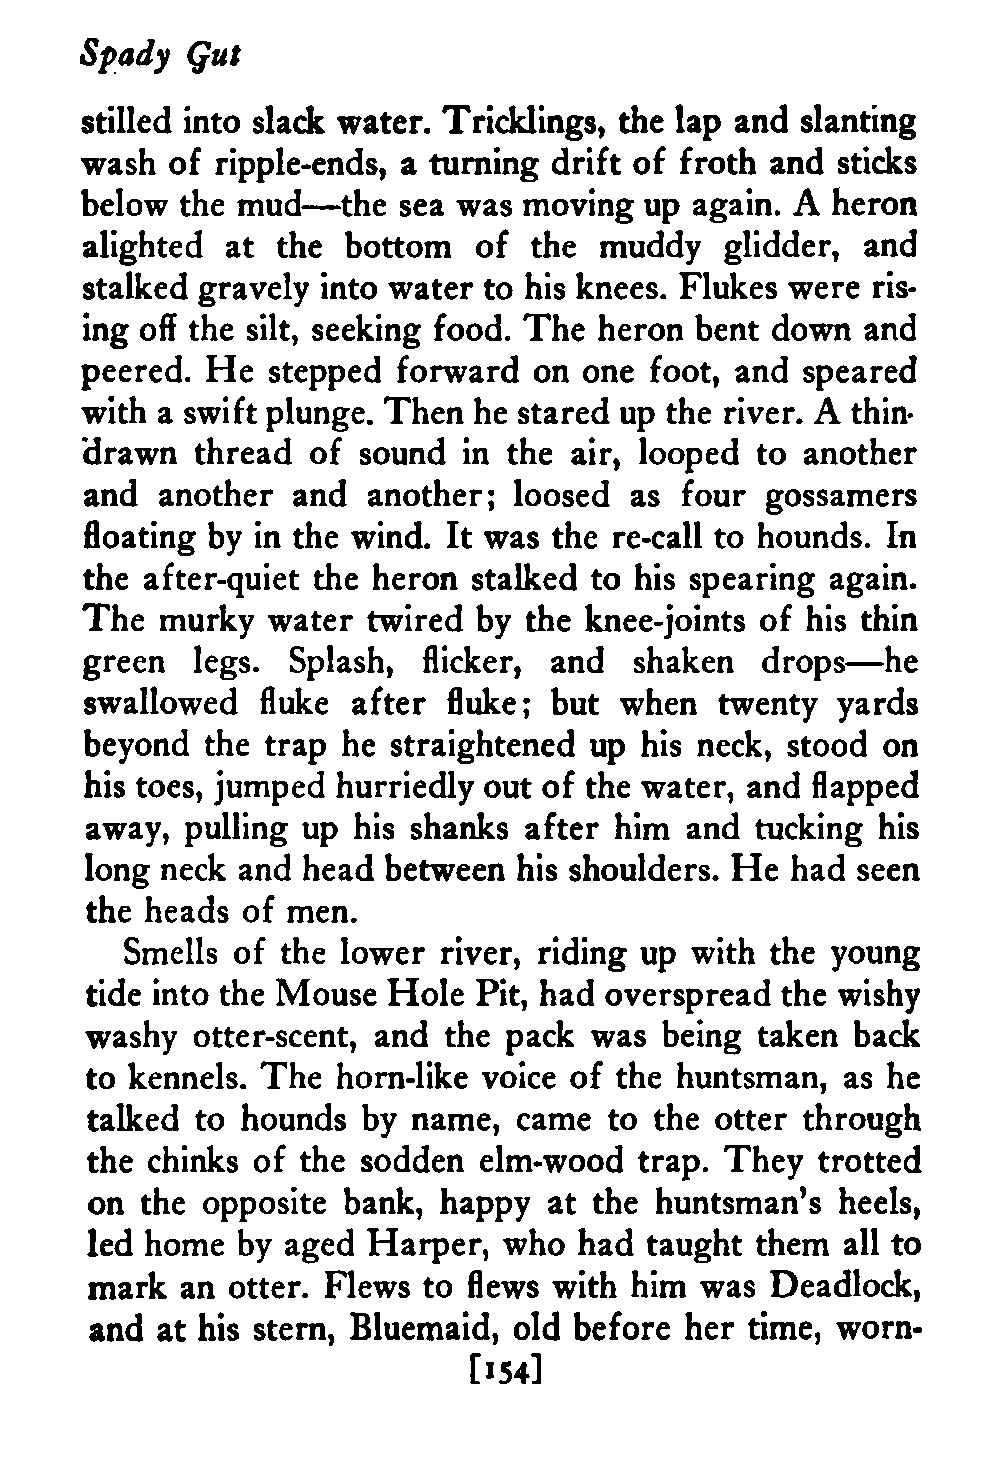 Spady Gut
stilled into slack water. Tricklings, the lap and slanting
wash of ripple-ends, a turning drift of froth and sticks
below the mud—the sea was moving up again. A heron
alighted at the bottom of the muddy glidder, and
stalked gravely into water to his knees. Flukes were ris-
ing off the silt, seeking food. The heron bent down and
peered. He stepped forward on one foot, and speared
with a swift plunge. Then he stared up the river. A thin-
drawn thread of sound in the air, looped to another
and another and another; loosed as four gossamers
floating by in the wind. It was the re-call to hounds. In
the after-quiet the heron stalked to his spearing again.
The murky water twired by the knee-joints of his thin
green legs. Splash, flicker, and shaken drops—he
swallowed fluke after fluke; but when twenty yards
beyond the trap he straightened up his neck, stood on
his toes, jumped hurriedly out of the water, and flapped
away, pulling up his shanks after him and tucking his
long neck and head between his shoulders. He had seen
the heads of men.
Smells of the lower river, riding up with the young
tide into the Mouse Hole Pit, had overspread the wishy
washy otter-scent, and the pack was being taken back
to kennels. The horn-like voice of the huntsman, as he
talked to hounds by name, came to the otter through
the chinks of the sodden elm-wood trap. They trotted
on the opposite bank, happy at the huntsman's heels,
led home by aged Harper, who had taught them all to
mark an otter. Flews to flews with him was Deadlock,
and at his stern, Bluemaid, old before her time, worn-
[154]